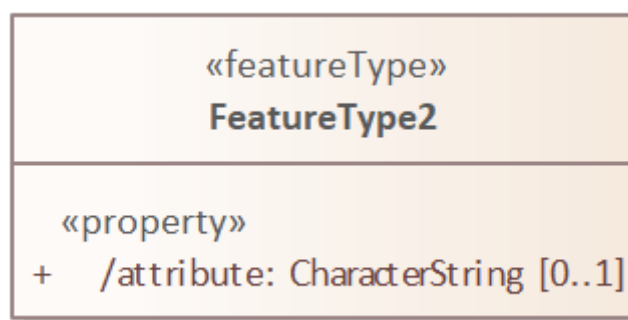 «featureType»
FeatureType2
«property»
+ /attribute: CharacterString [0..1]